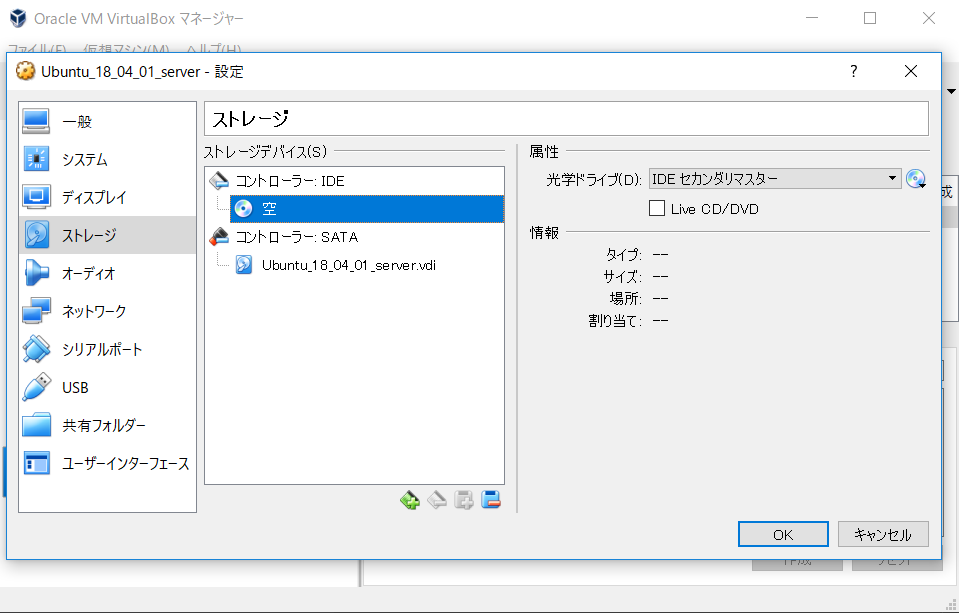 Oracle VM VirtualBox マネージャー
ファイル(F) 仮想マシン(M) ヘルプ(H)
Ubuntu_18_04_01_server - 設定
?
一般
システム
ディスプレイ
ストレージ
オーディオ
ネットワーク
シリアルポート
USB
共有フォルダー
ユーザーインターフェース
ストレージ
ストレージデバイス(S)
コントローラー: IDE
空
コントローラー: SATA
Ubuntu_18_04_01_server.vdi
属性
光学ドライブ(D): IDE セカンダリマスター
Live CD/DVD
情報
タイプ: --
サイズ: --
場所: --
割り当て: --
成
OK キャンセル
作成 リセット